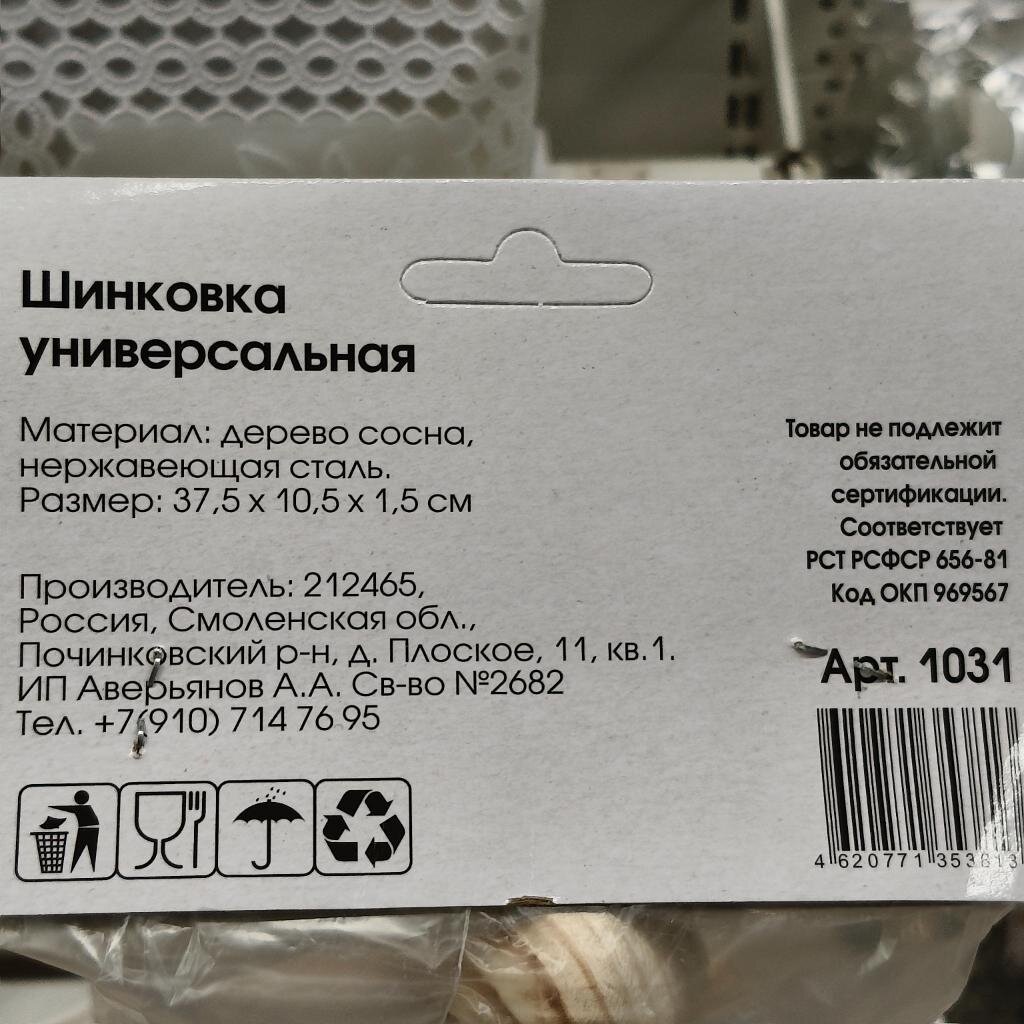 Шинковка
универсальная
Материал: дерево сосна,
нержавеющая сталь.
Размер: 37,5 х 10,5 х 1,5 см
Производитель: 212465,
Россия, Смоленская обл.,
Починковский р-н, д. Плоское, 11, кв.1.
ИП Аверьянов А.А. Св-во №2682
Тел. +7(910) 714 76 95
Товар не подлежит
обязательной
сертификации.
Соответствует
РСТ РСФСР 656-81
Код ОКП 969567
Арт. 1031
4 620771 353813